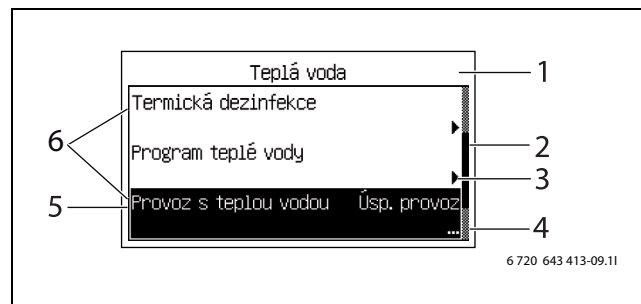 Teplá voda
1
Termická dezinfekce
6
2
Program teplé vody
3
5
Provoz s teplou vodou Úsp. provoz
...
4
6 720 643 413-09.1I